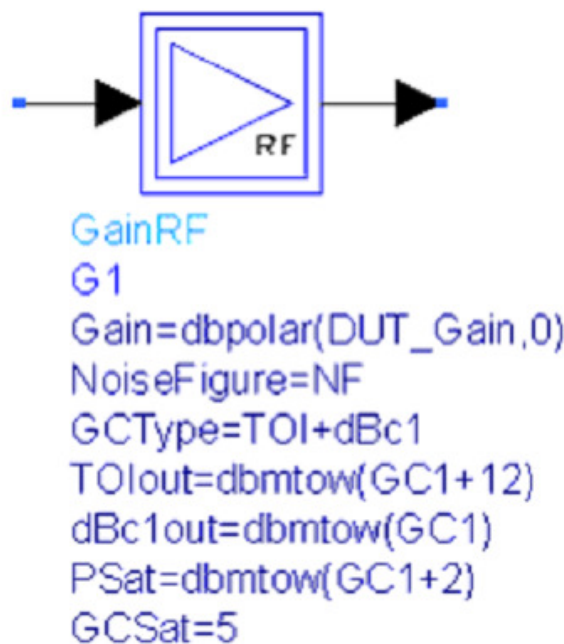 RF
GainRF
G1
Gain=dbpolar(DUT_Gain,0)
NoiseFigure=NF
GCType=TOI+dBc1
TOIout=dbmtow(GC1+12)
dBc1out=dbmtow(GC1)
PSat=dbmtow(GC1+2)
GCSat=5